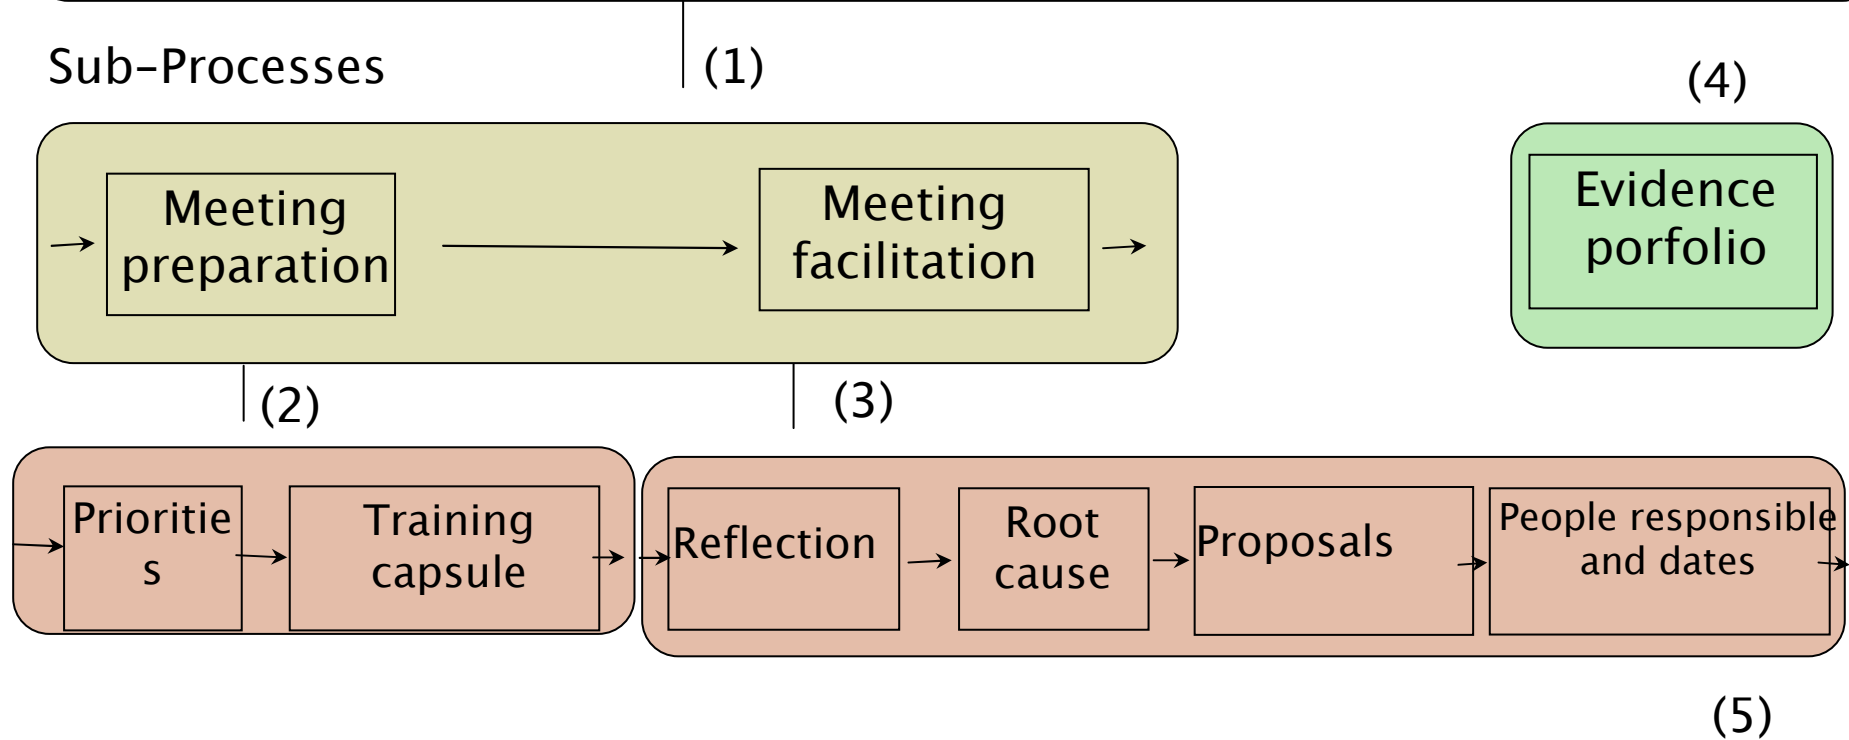 Sub-Processes
(1)
(4)
Meeting
preparation
Meeting
facilitation
Evidence
porfolio
(2)
(3)
Prioritie
s
Training
capsule
Reflection
Root
cause
Proposals
People responsible
and dates
(5)